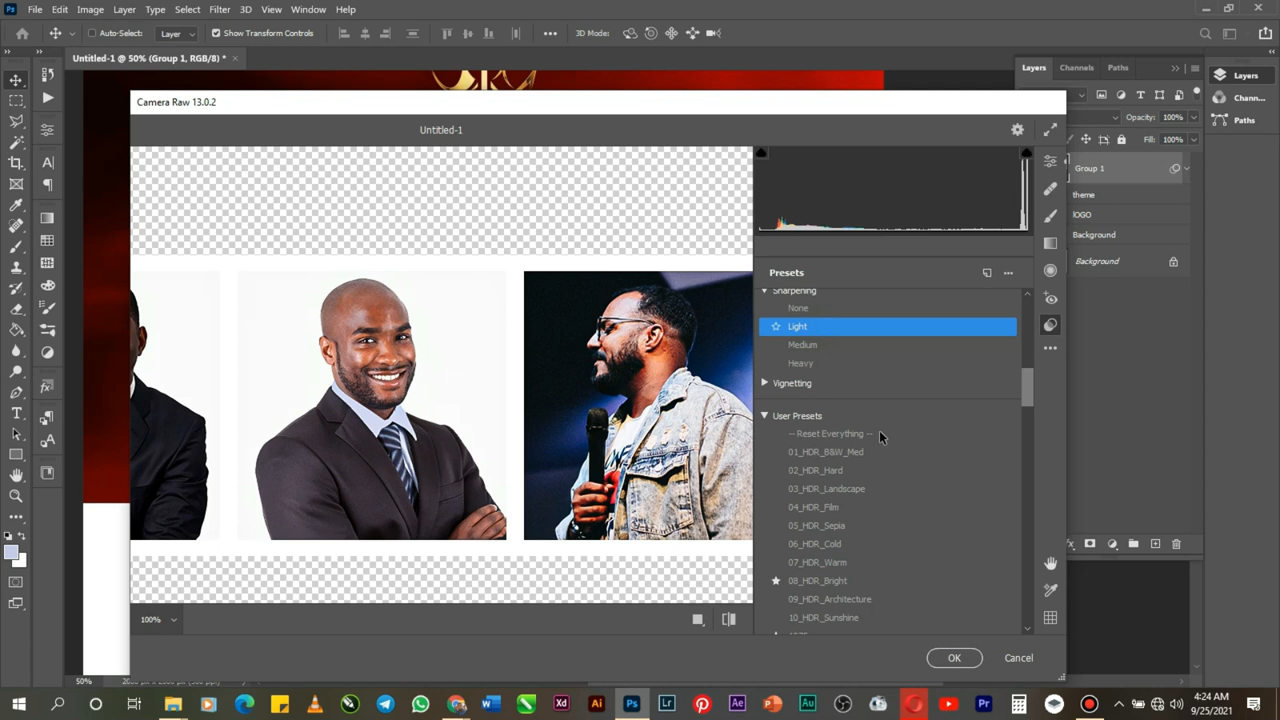 File Edit Image Layer Type Select Filter 3D View Window Help
Auto-Select: Layer Show Transform Controls 3D Mode:
Untitled-1 @ 50% (Group 1, RGB/8) *
Layers Channels Paths
Layers
Chann...
Paths
Camera Raw 13.0.2
Untitled-1
Opacity: 100%
Fill: 100%
Group 1
theme
lOGO
Background
Background
Presets
Sharpening
None
Light
Medium
Heavy
Vignetting
User Presets
-- Reset Everything --
01_HDR_B&W_Med
02_HDR_Hard
03_HDR_Landscape
04_HDR_Film
05_HDR_Sepia
06_HDR_Cold
07_HDR_Warm
08_HDR_Bright
09_HDR_Architecture
10_HDR_Sunshine
100%
OK Cancel
50%
4:24 AM
9/25/2021